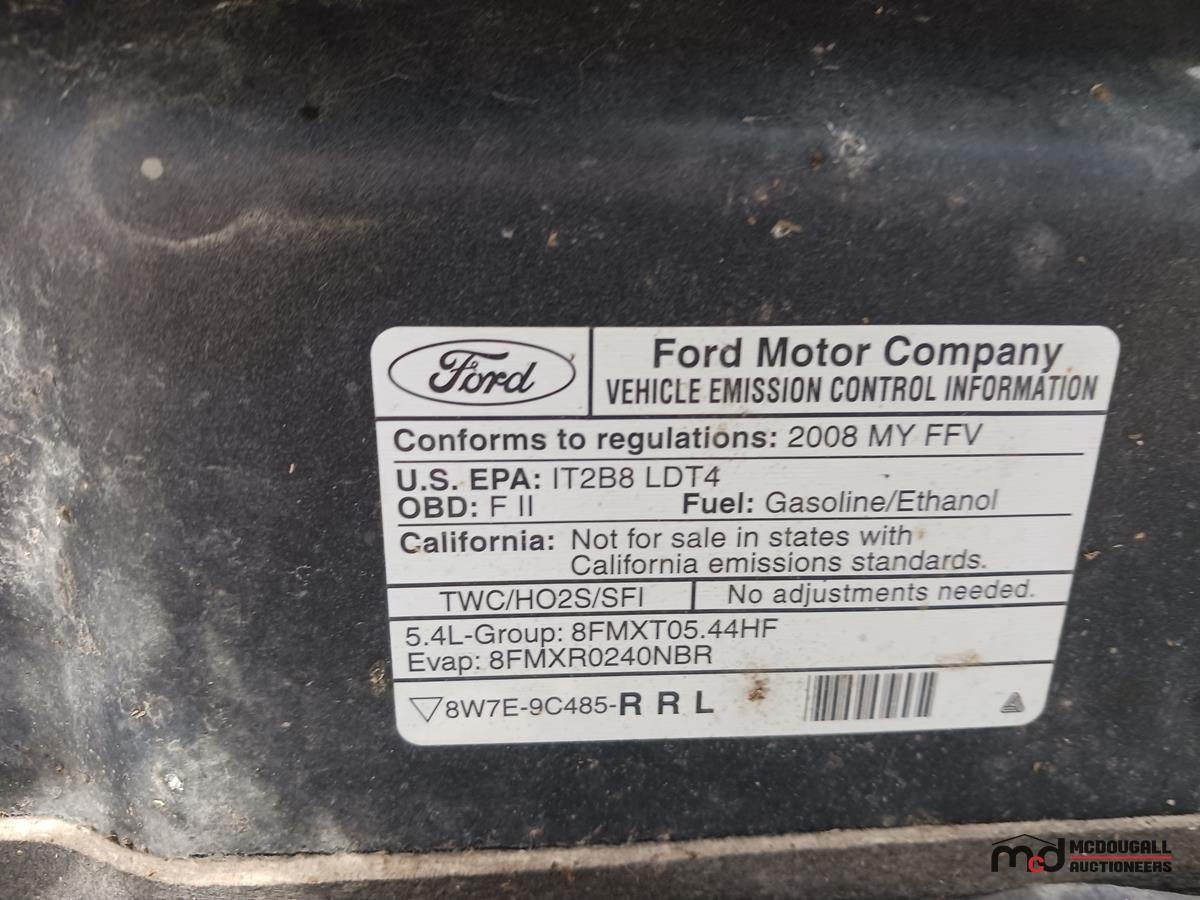 Ford
Ford Motor Company
VEHICLE EMISSION CONTROL INFORMATION
Conforms to regulations: 2008 MY FFV
U.S. EPA: IT2B8 LDT4
OBD: F II Fuel: Gasoline/Ethanol
California: Not for sale in states with
California emissions standards.
TWC/HO2S/SFI No adjustments needed.
5.4L-Group: 8FMXT05.44HF
Evap: 8FMXR0240NBR
8W7E-9C485-R R L
mcd MCDOUGALL
AUCTIONEERS